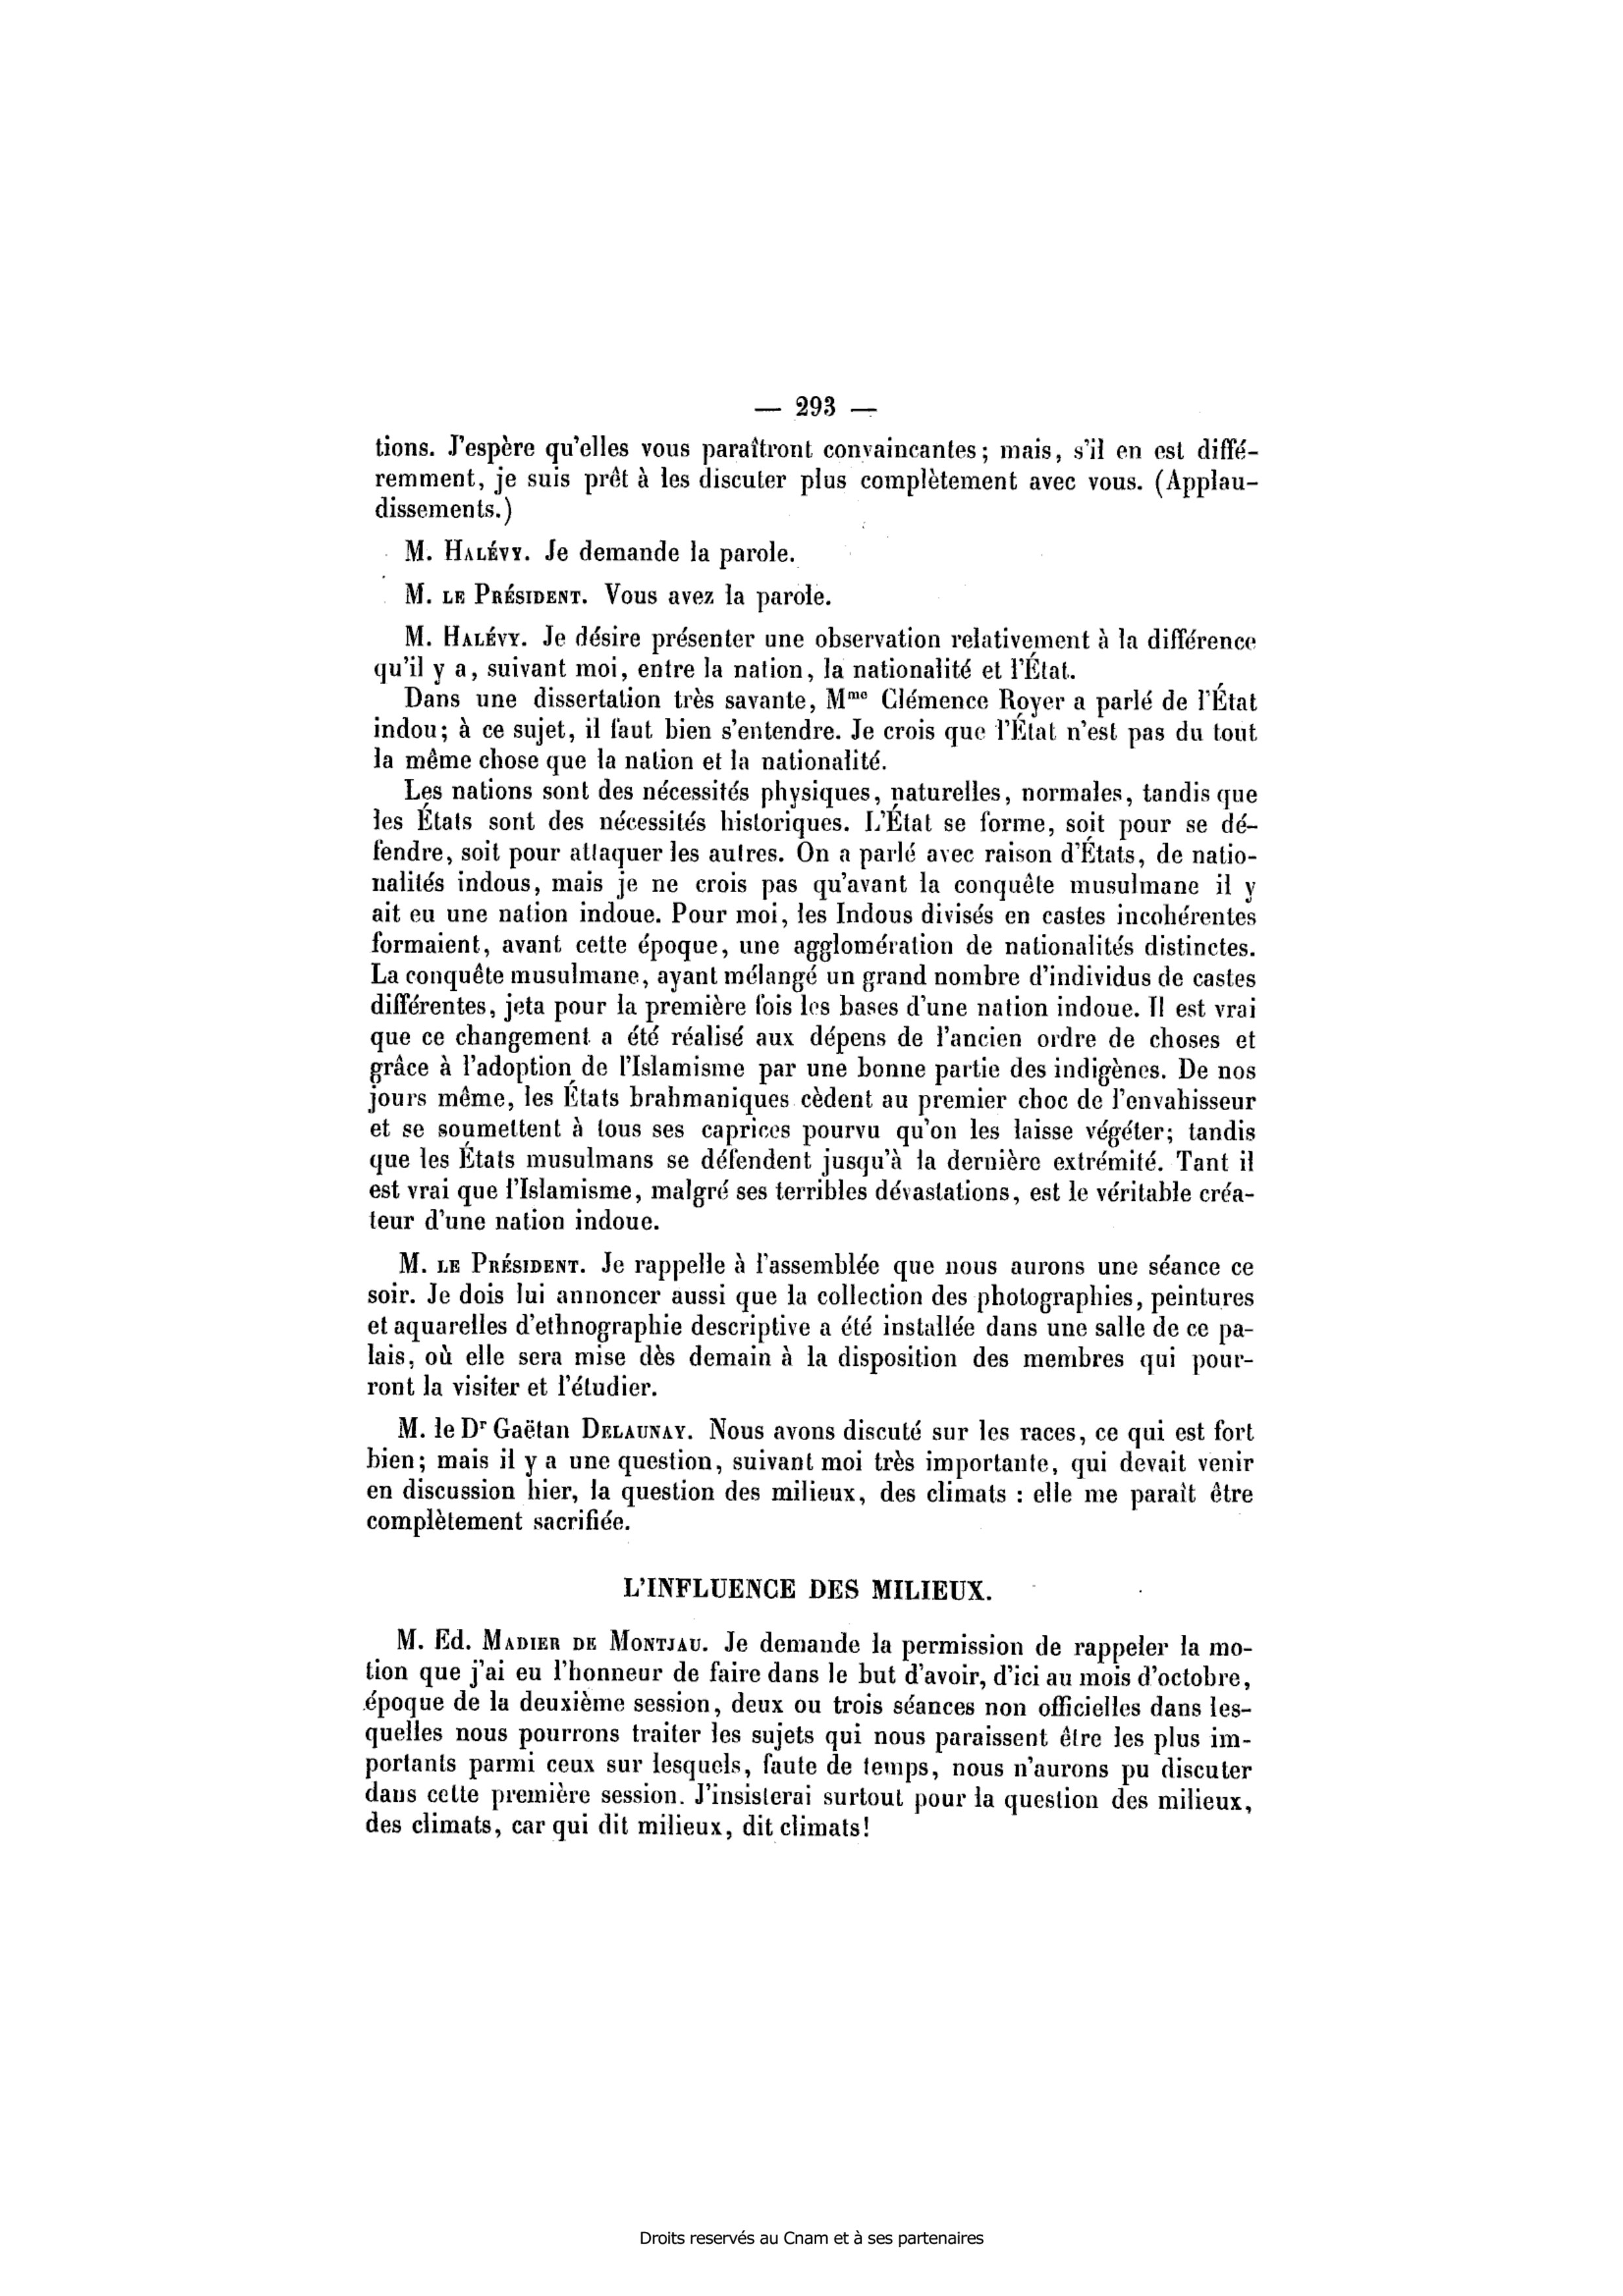 — 293 —
tions. J'espère qu'elles vous paraîtront convaincantes; mais, s'il en est diffé-
remment, je suis prêt à les discuter plus complètement avec vous. (Applau-
dissements.)
M. HALÉVY. Je demande la parole.
M. LE PRÉSIDENT. Vous avez la parole.
M. HALÉVY. Je désire présenter une observation relativement à la différence
qu'il y a, suivant moi, entre la nation, la nationalité et l'État.
Dans une dissertation très savante, Mme Clémence Royer a parlé de l'État
indou; à ce sujet, il faut bien s'entendre. Je crois que l'État n'est pas du tout
la même chose que la nation et la nationalité.
Les nations sont des nécessités physiques, naturelles, normales, tandis que
les États sont des nécessités historiques. L'État se forme, soit pour se dé-
fendre, soit pour attaquer les autres. On a parlé avec raison d'États, de natio-
nalités indous, mais je ne crois pas qu'avant la conquête musulmane il y
ait eu une nation indoue. Pour moi, les Indous divisés en castes incohérentes
formaient, avant cette époque, une agglomération de nationalités distinctes.
La conquête musulmane, ayant mélangé un grand nombre d'individus de castes
différentes, jeta pour la première fois les bases d'une nation indoue. Il est vrai
que ce changement a été réalisé aux dépens de l'ancien ordre de choses et
grâce à l'adoption de l'Islamisme par une bonne partie des indigènes. De nos
jours même, les États brahmaniques cèdent au premier choc de l'envahisseur
et se soumettent à tous ses caprices pourvu qu'on les laisse végéter; tandis
que les États musulmans se défendent jusqu'à la dernière extrémité. Tant il
est vrai que l'Islamisme, malgré ses terribles dévastations, est le véritable créa-
teur d'une nation indoue.
M. LE PRÉSIDENT. Je rappelle à l'assemblée que nous aurons une séance ce
soir. Je dois lui annoncer aussi que la collection des photographies, peintures
et aquarelles d'ethnographie descriptive a été installée dans une salle de ce pa-
lais, où elle sera mise dès demain à la disposition des membres qui pour-
ront la visiter et l'étudier.
M. le Dr Gaëtan DELAUNAY. Nous avons discuté sur les races, ce qui est fort
bien; mais il y a une question, suivant moi très importante, qui devait venir
en discussion hier, la question des milieux, des climats : elle me paraît être
complètement sacrifiée.
L'INFLUENCE DES MILIEUX.
M. Ed. MADIER DE MONTJAU. Je demande la permission de rappeler la mo-
tion que j'ai eu l'honneur de faire dans le but d'avoir, d'ici au mois d'octobre,
époque de la deuxième session, deux ou trois séances non officielles dans les-
quelles nous pourrons traiter les sujets qui nous paraissent être les plus im-
portants parmi ceux sur lesquels, faute de temps, nous n'aurons pu discuter
dans cette première session. J'insisterai surtout pour la question des milieux,
des climats, car qui dit milieux, dit climats!
Droits reservés au Cnam et à ses partenaires